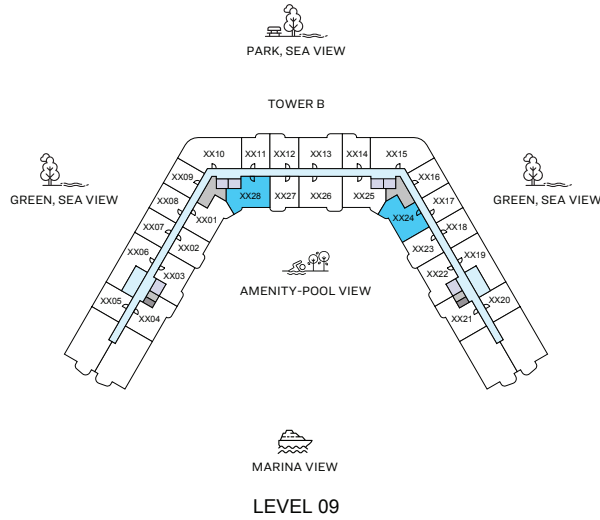 PARK, SEA VIEW
TOWER B
XX10
XX11
XX12
XX13
XX14
XX15
XX09
XX16
GREEN, SEA VIEW
XX08
XX01
XX28
XX27
XX26
XX25
XX24
XX17
GREEN, SEA VIEW
XX07
XX02
XX23
XX18
XX06
XX03
XX22
XX19
AMENITY-POOL VIEW
XX05
XX04
XX21
XX20
MARINA VIEW
LEVEL 09